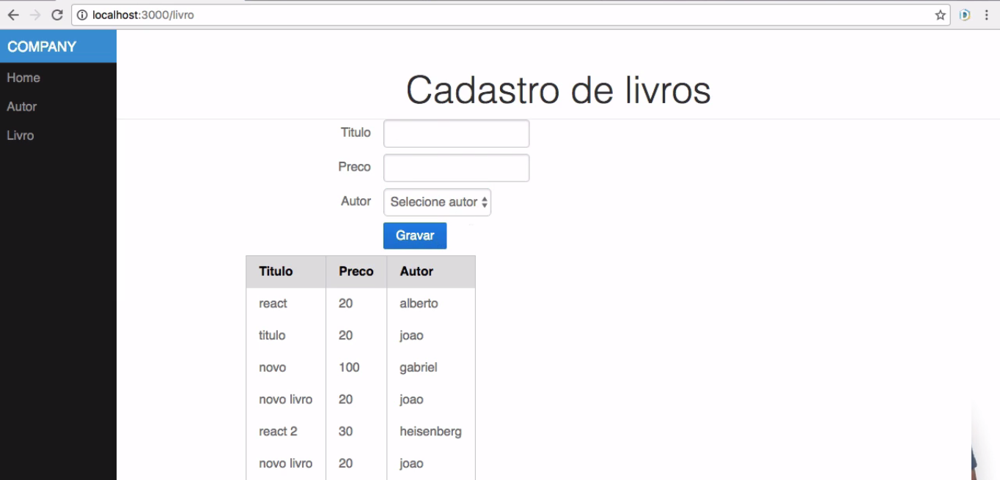 localhost:3000/livro
COMPANY
Home
Autor
Livro
Cadastro de livros
Titulo
Preco
Autor Selecione autor
Gravar
Titulo Preco Autor
react 20 alberto
titulo 20 joao
novo 100 gabriel
novo livro 20 joao
react 2 30 heisenberg
novo livro 20 joao